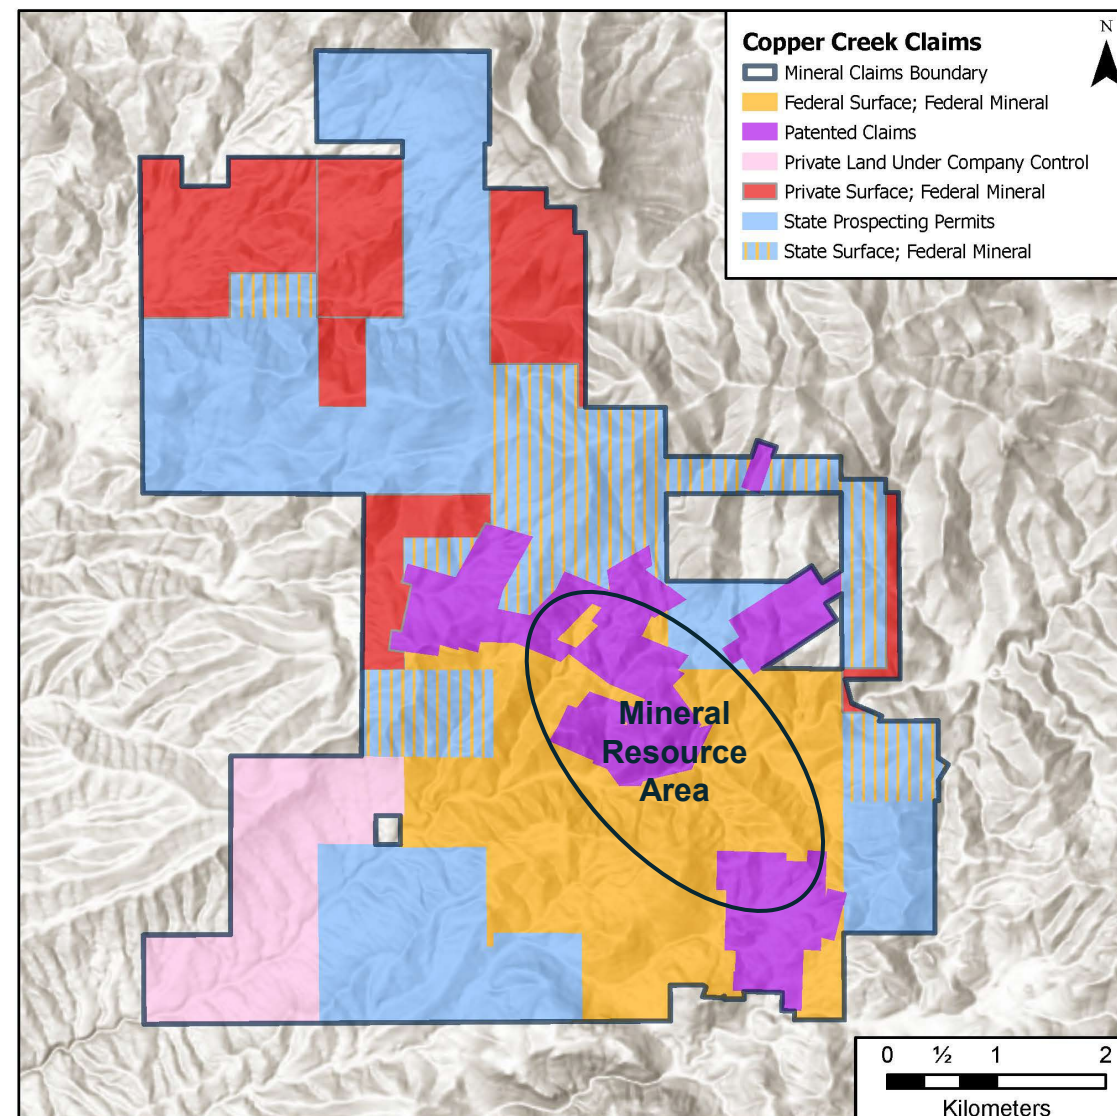 Copper Creek Claims
Mineral Claims Boundary
Federal Surface; Federal Mineral
Patented Claims
Private Land Under Company Control
Private Surface; Federal Mineral
State Prospecting Permits
State Surface; Federal Mineral
N
Mineral
Resource
Area
0 ½ 1 2
Kilometers